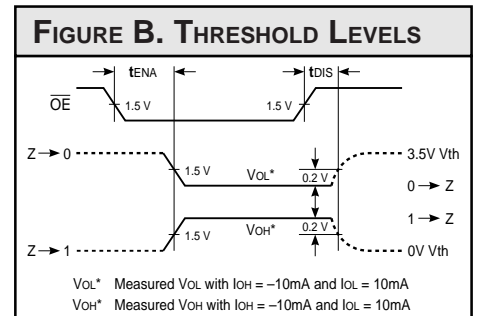 FIGURE B. THRESHOLD LEVELS
tENA tDIS
OE 1.5 V 1.5 V
Z 0 1.5 V VOL* 0.2 V 3.5V Vth
0 Z
1 Z
Z 1 1.5 V VOH* 0.2 V 0V Vth
VOL* Measured VOL with IOH = –10mA and IOL = 10mA
VOH* Measured VOH with IOH = –10mA and IOL = 10mA